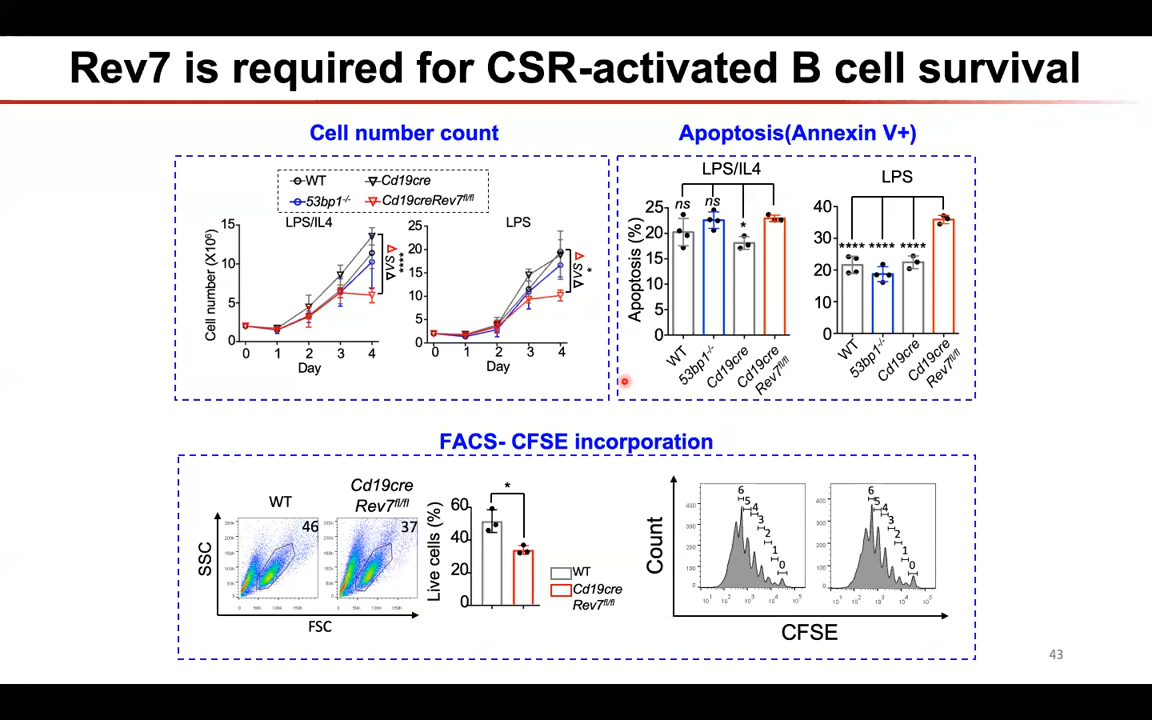 Rev7 is required for CSR-activated B cell survival
Cell number count
WT
Cd19cre
53bp1-/-
Cd19creRev7fl/fl
LPS/IL4
LPS
Cell number (X10⁶)
15
10
5
0
0 1 2 3 4
Day
∇ VS ∇
****
25
20
15
10
5
0
0 1 2 3 4
Day
∇ VS ∇
*
Apoptosis(Annexin V+)
LPS/IL4
ns ns *
Apoptosis (%)
25
20
15
10
5
0
WT
53bp1-/-
Cd19cre
Cd19cre
Rev7fl/fl
LPS
**** **** ****
40
30
20
10
0
WT
53bp1-/-
Cd19cre
Cd19cre
Rev7fl/fl
FACS- CFSE incorporation
WT
Cd19cre
Rev7fl/fl
46
37
SSC
FSC
Live cells (%)
60
40
20
0
*
WT
Cd19cre
Rev7fl/fl
Count
6
5
4
3
2
1
0
6
5
4
3
2
1
0
CFSE
43